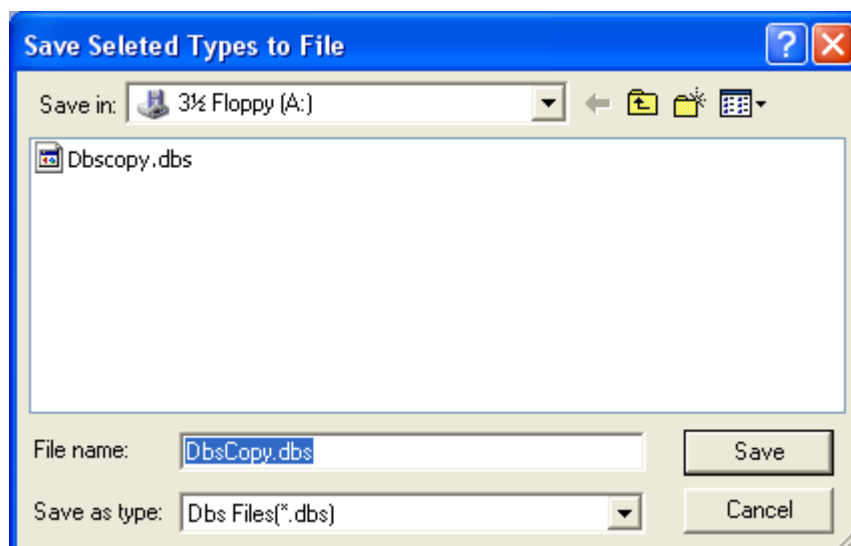 Save Seleted Types to File
Save in: 3½ Floppy (A:)
Dbscopy.dbs
File name: DbsCopy.dbs Save
Save as type: Dbs Files(*.dbs) Cancel